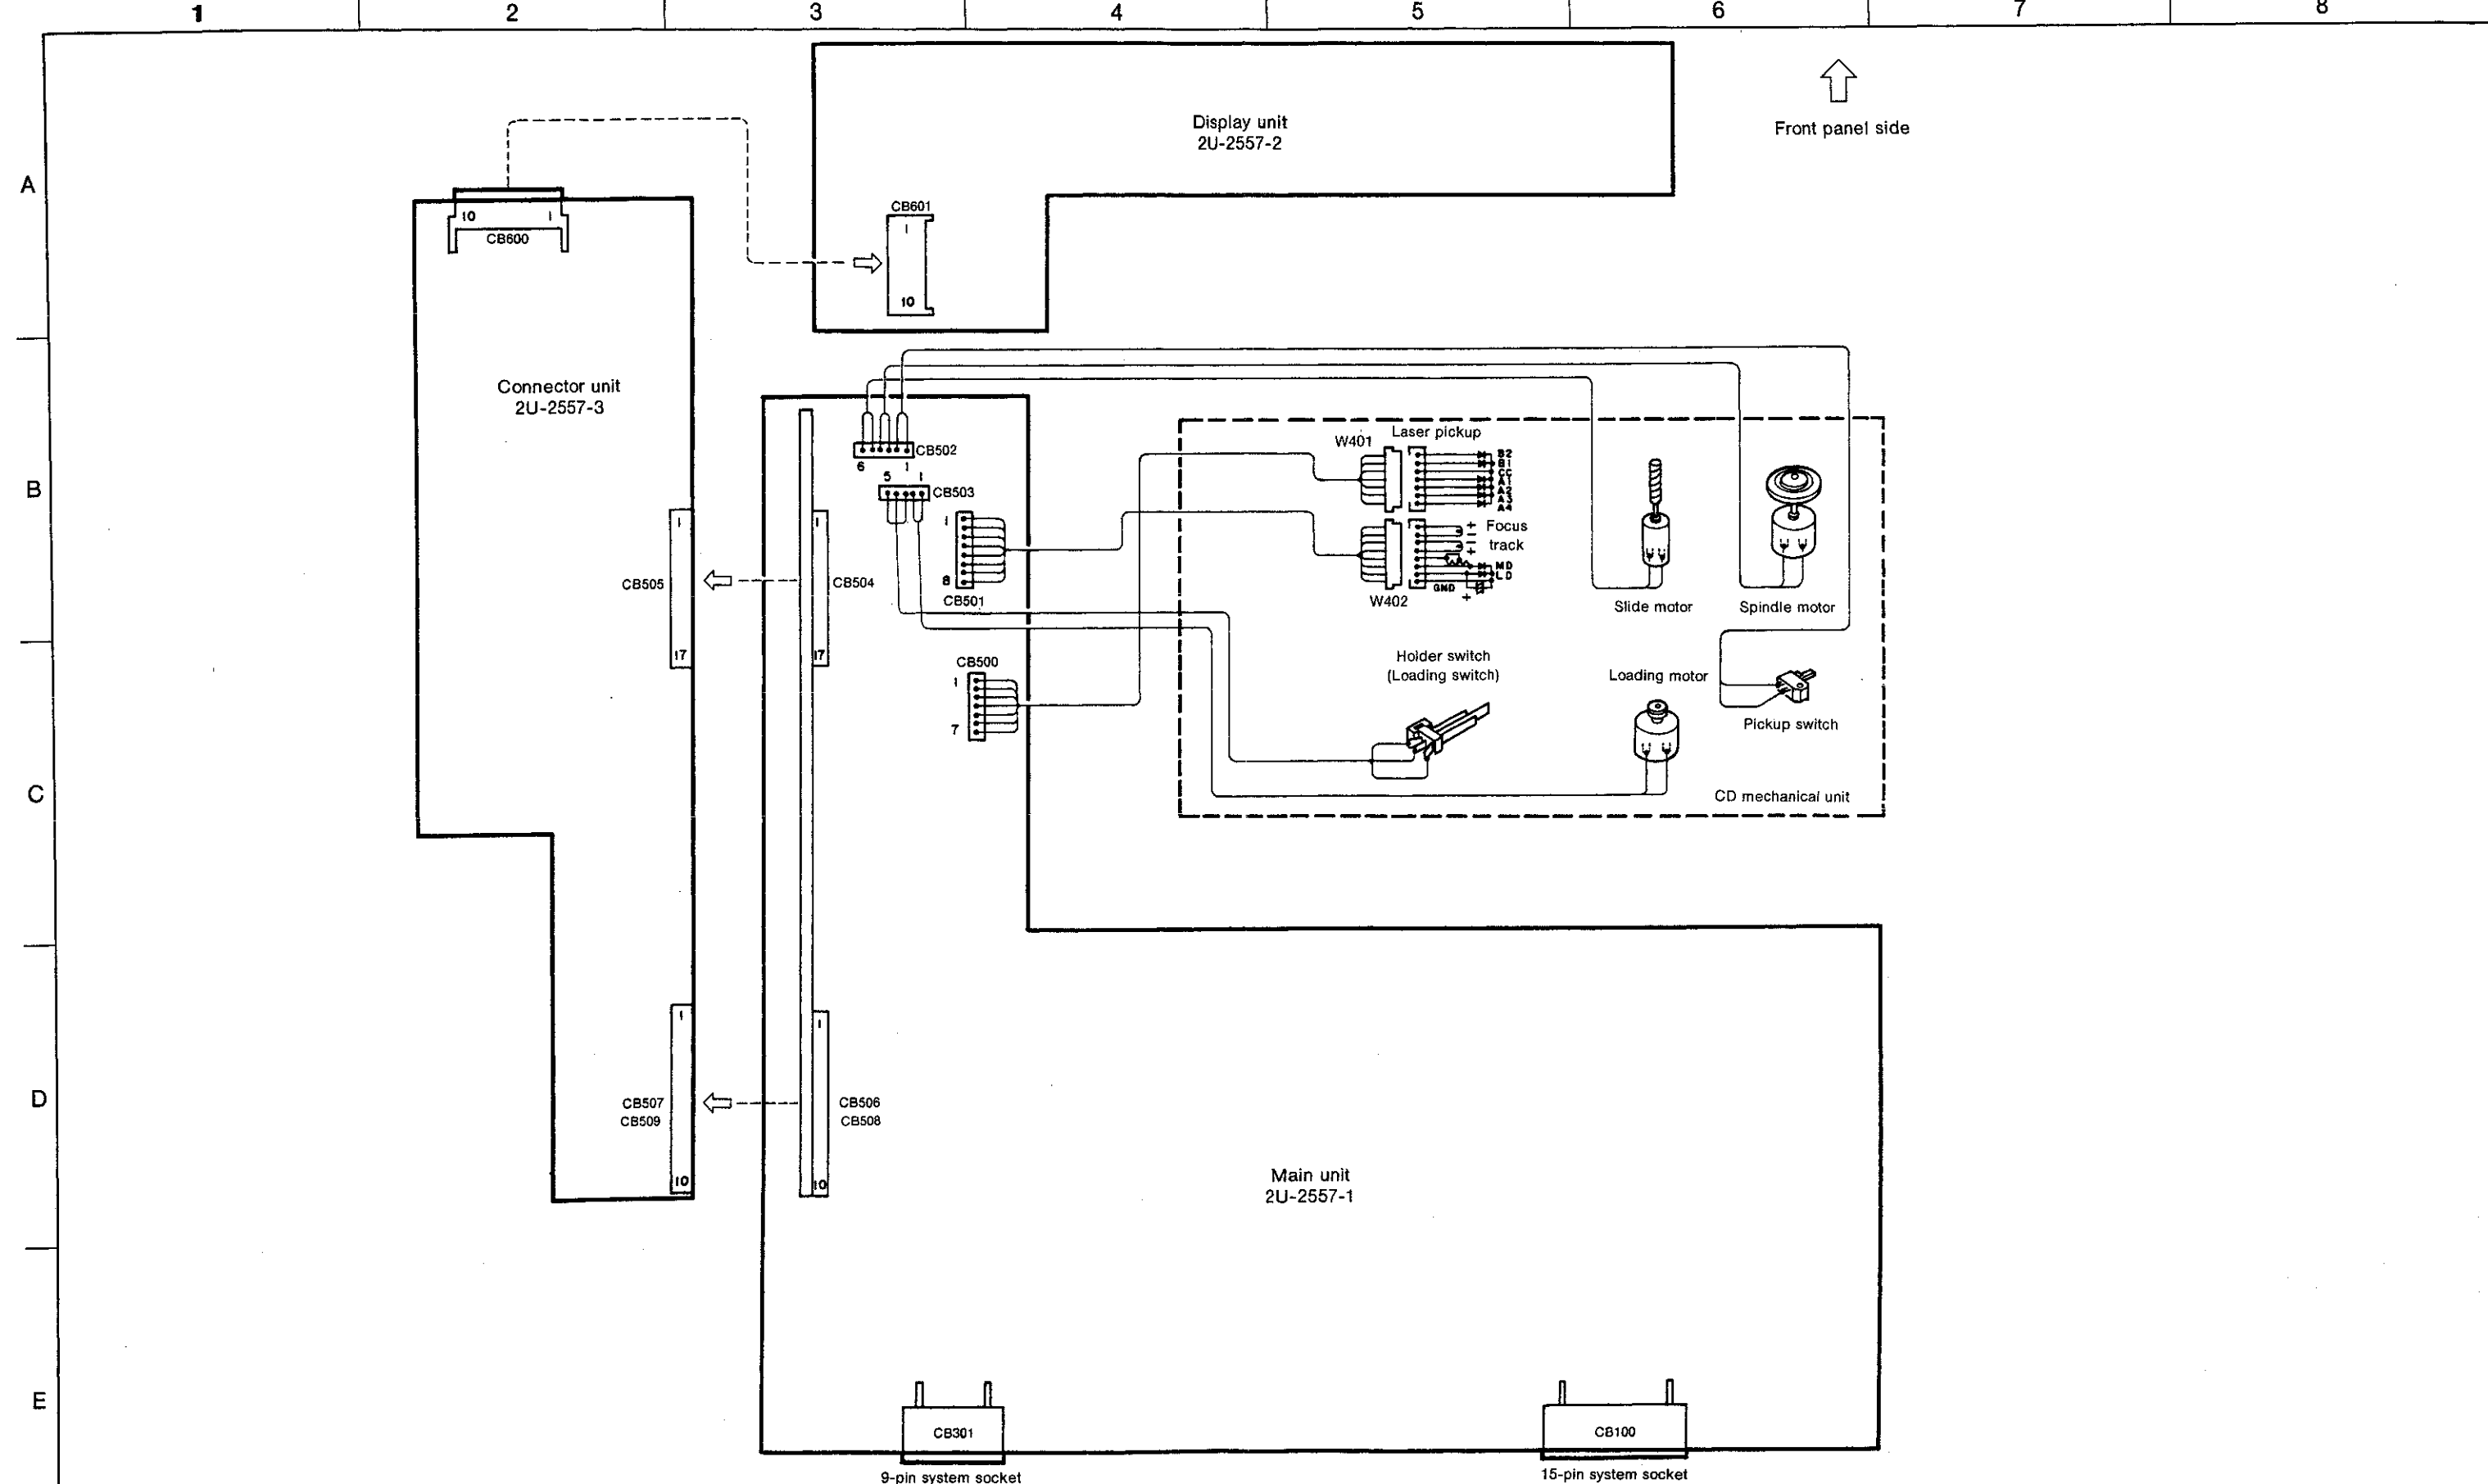 1 2 3 4 5 6 7 8
A
B
C
D
E
Display unit
2U-2557-2
Front panel side
10 1
CB600
CB601
1
10
Connector unit
2U-2557-3
CB502
6 1
5 1
CB503
1
8
CB501
CB505
1
17
1
17
CB504
CB500
1
7
W401
Laser pickup
B2
B1
CC
A1
A2
A3
A4
+ Focus
−
− track
+
MD
LD
GND
+
W402
Slide motor
Spindle motor
Holder switch
(Loading switch)
Loading motor
Pickup switch
CD mechanical unit
1
10
CB507
CB509
1
10
CB506
CB508
Main unit
2U-2557-1
CB301
9-pin system socket
CB100
15-pin system socket